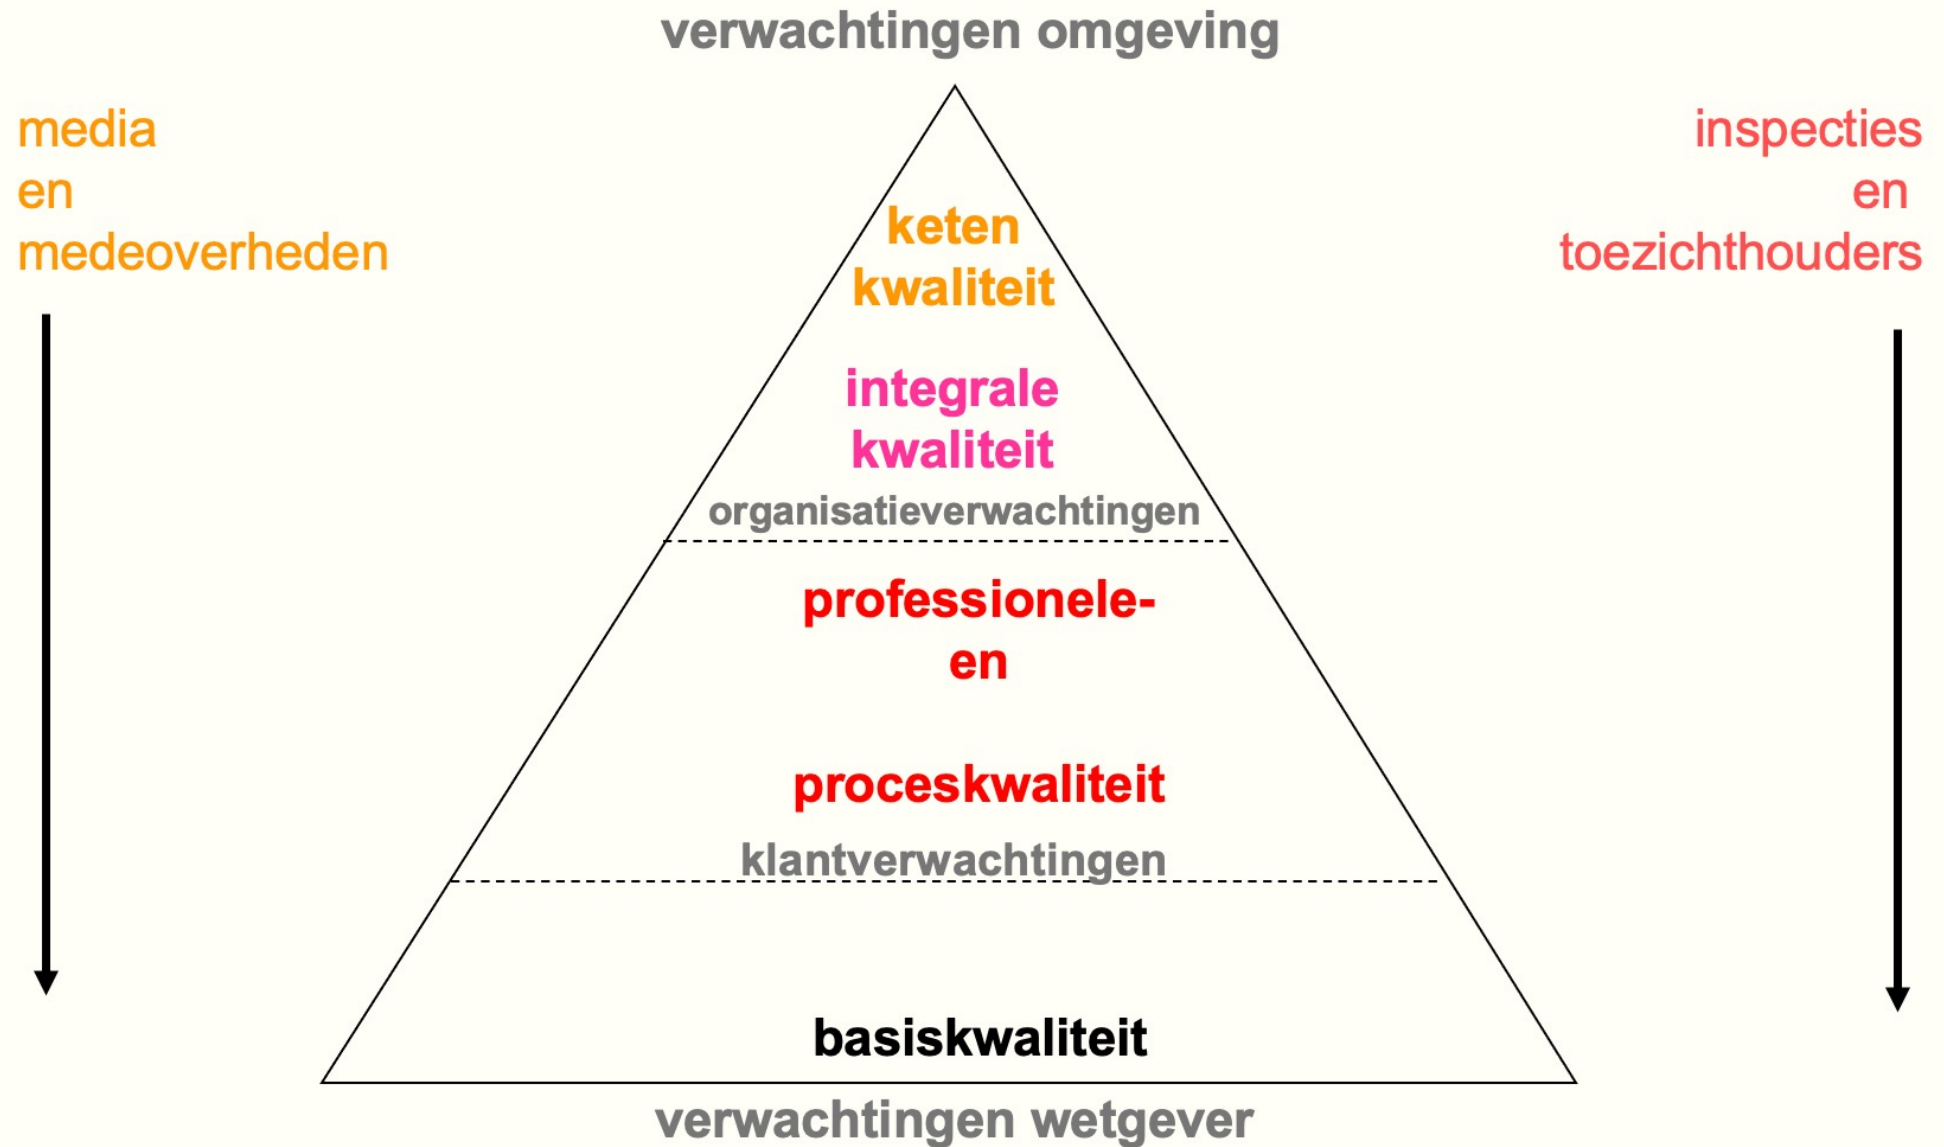 verwachtingen omgeving
media
en
medeoverheden
inspecties
en
toezichthouders
keten
kwaliteit
integrale
kwaliteit
organisatieverwachtingen
professionele-
en
proceskwaliteit
klantverwachtingen
basiskwaliteit
verwachtingen wetgever